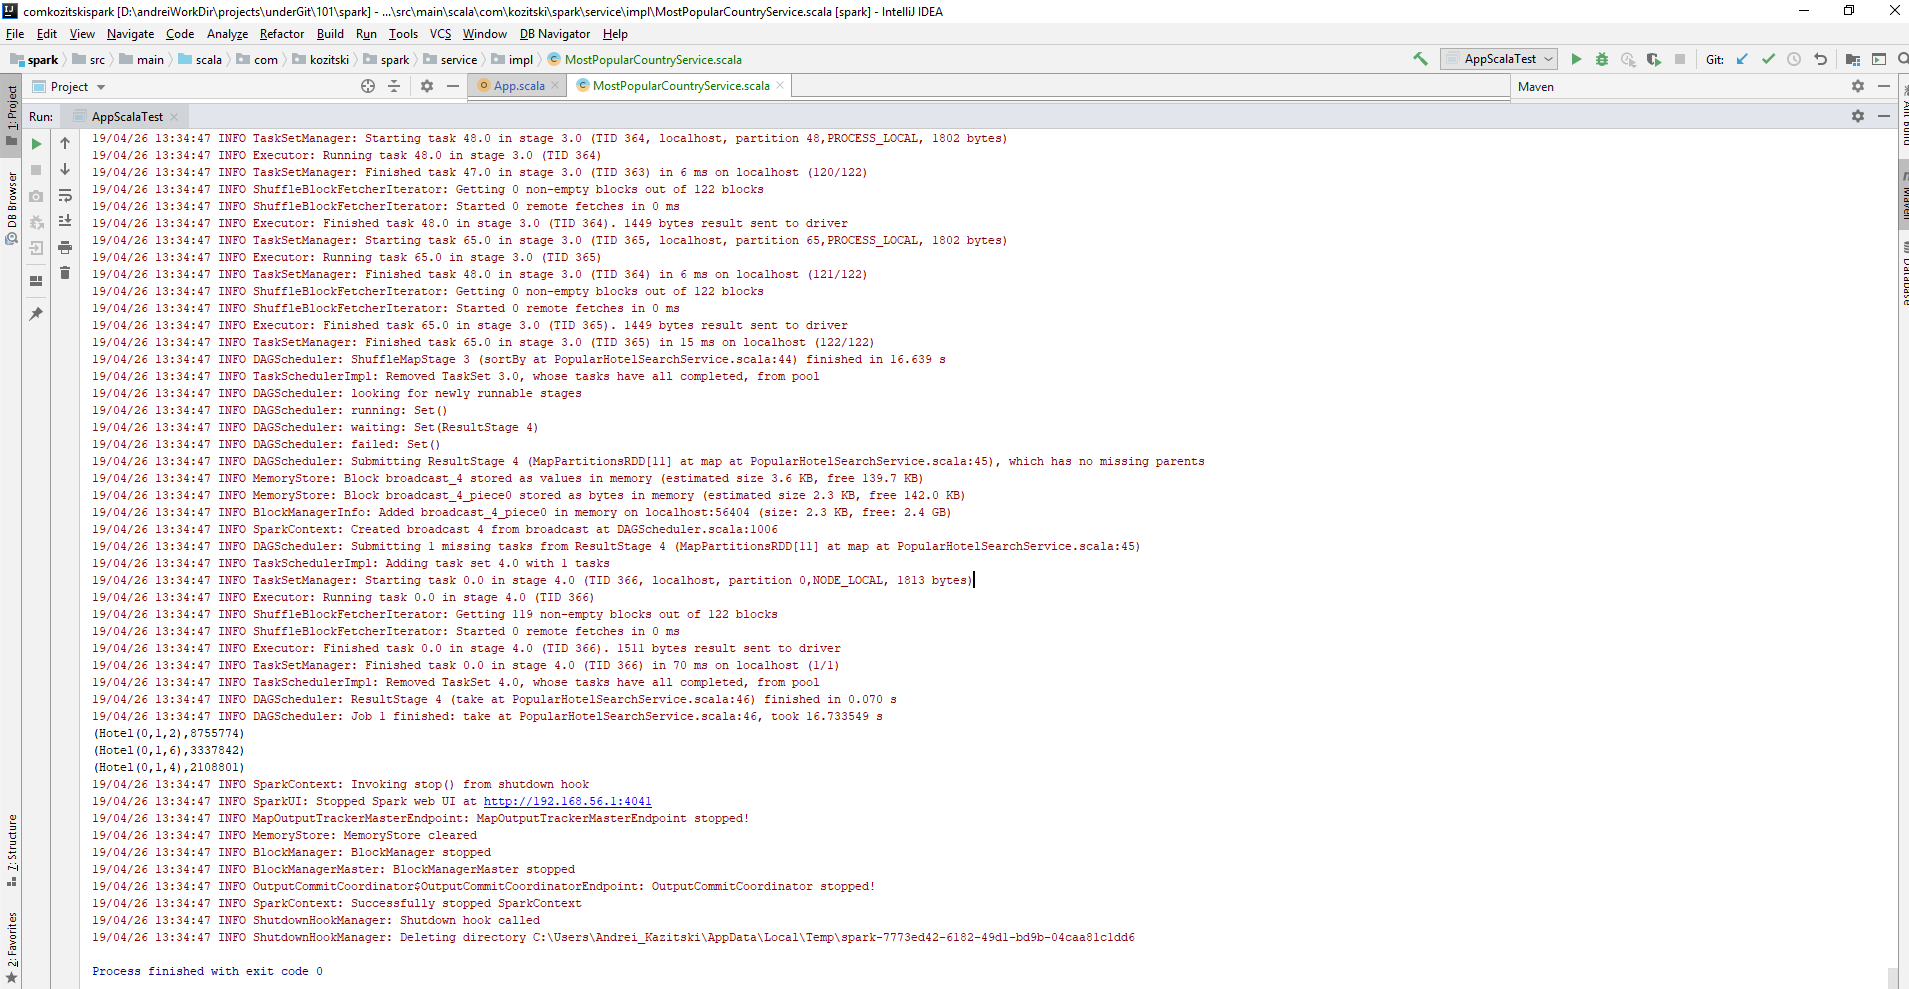 comkozitskispark [D:\andreiWorkDir\projects\underGit\101\spark] - ...\src\main\scala\com\kozitski\spark\service\impl\MostPopularCountryService.scala [spark] - IntelliJ IDEA
File Edit View Navigate Code Analyze Refactor Build Run Tools VCS Window DB Navigator Help
spark src main scala com kozitski spark service impl MostPopularCountryService.scala AppScalaTest Git:
Project App.scala MostPopularCountryService.scala Maven
1: Project
Run: AppScalaTest
DB Browser
Maven
Database
7: Structure
2: Favorites
19/04/26 13:34:47 INFO TaskSetManager: Starting task 48.0 in stage 3.0 (TID 364, localhost, partition 48,PROCESS_LOCAL, 1802 bytes)
19/04/26 13:34:47 INFO Executor: Running task 48.0 in stage 3.0 (TID 364)
19/04/26 13:34:47 INFO TaskSetManager: Finished task 47.0 in stage 3.0 (TID 363) in 6 ms on localhost (120/122)
19/04/26 13:34:47 INFO ShuffleBlockFetcherIterator: Getting 0 non-empty blocks out of 122 blocks
19/04/26 13:34:47 INFO ShuffleBlockFetcherIterator: Started 0 remote fetches in 0 ms
19/04/26 13:34:47 INFO Executor: Finished task 48.0 in stage 3.0 (TID 364). 1449 bytes result sent to driver
19/04/26 13:34:47 INFO TaskSetManager: Starting task 65.0 in stage 3.0 (TID 365, localhost, partition 65,PROCESS_LOCAL, 1802 bytes)
19/04/26 13:34:47 INFO Executor: Running task 65.0 in stage 3.0 (TID 365)
19/04/26 13:34:47 INFO TaskSetManager: Finished task 48.0 in stage 3.0 (TID 364) in 6 ms on localhost (121/122)
19/04/26 13:34:47 INFO ShuffleBlockFetcherIterator: Getting 0 non-empty blocks out of 122 blocks
19/04/26 13:34:47 INFO ShuffleBlockFetcherIterator: Started 0 remote fetches in 0 ms
19/04/26 13:34:47 INFO Executor: Finished task 65.0 in stage 3.0 (TID 365). 1449 bytes result sent to driver
19/04/26 13:34:47 INFO TaskSetManager: Finished task 65.0 in stage 3.0 (TID 365) in 15 ms on localhost (122/122)
19/04/26 13:34:47 INFO DAGScheduler: ShuffleMapStage 3 (sortBy at PopularHotelSearchService.scala:44) finished in 16.639 s
19/04/26 13:34:47 INFO TaskSchedulerImpl: Removed TaskSet 3.0, whose tasks have all completed, from pool
19/04/26 13:34:47 INFO DAGScheduler: looking for newly runnable stages
19/04/26 13:34:47 INFO DAGScheduler: running: Set()
19/04/26 13:34:47 INFO DAGScheduler: waiting: Set(ResultStage 4)
19/04/26 13:34:47 INFO DAGScheduler: failed: Set()
19/04/26 13:34:47 INFO DAGScheduler: Submitting ResultStage 4 (MapPartitionsRDD[11] at map at PopularHotelSearchService.scala:45), which has no missing parents
19/04/26 13:34:47 INFO MemoryStore: Block broadcast_4 stored as values in memory (estimated size 3.6 KB, free 139.7 KB)
19/04/26 13:34:47 INFO MemoryStore: Block broadcast_4_piece0 stored as bytes in memory (estimated size 2.3 KB, free 142.0 KB)
19/04/26 13:34:47 INFO BlockManagerInfo: Added broadcast_4_piece0 in memory on localhost:56404 (size: 2.3 KB, free: 2.4 GB)
19/04/26 13:34:47 INFO SparkContext: Created broadcast 4 from broadcast at DAGScheduler.scala:1006
19/04/26 13:34:47 INFO DAGScheduler: Submitting 1 missing tasks from ResultStage 4 (MapPartitionsRDD[11] at map at PopularHotelSearchService.scala:45)
19/04/26 13:34:47 INFO TaskSchedulerImpl: Adding task set 4.0 with 1 tasks
19/04/26 13:34:47 INFO TaskSetManager: Starting task 0.0 in stage 4.0 (TID 366, localhost, partition 0,NODE_LOCAL, 1813 bytes)
19/04/26 13:34:47 INFO Executor: Running task 0.0 in stage 4.0 (TID 366)
19/04/26 13:34:47 INFO ShuffleBlockFetcherIterator: Getting 119 non-empty blocks out of 122 blocks
19/04/26 13:34:47 INFO ShuffleBlockFetcherIterator: Started 0 remote fetches in 0 ms
19/04/26 13:34:47 INFO Executor: Finished task 0.0 in stage 4.0 (TID 366). 1511 bytes result sent to driver
19/04/26 13:34:47 INFO TaskSetManager: Finished task 0.0 in stage 4.0 (TID 366) in 70 ms on localhost (1/1)
19/04/26 13:34:47 INFO TaskSchedulerImpl: Removed TaskSet 4.0, whose tasks have all completed, from pool
19/04/26 13:34:47 INFO DAGScheduler: ResultStage 4 (take at PopularHotelSearchService.scala:46) finished in 0.070 s
19/04/26 13:34:47 INFO DAGScheduler: Job 1 finished: take at PopularHotelSearchService.scala:46, took 16.733549 s
(Hotel(0,1,2),8755774)
(Hotel(0,1,6),3337842)
(Hotel(0,1,4),2108801)
19/04/26 13:34:47 INFO SparkContext: Invoking stop() from shutdown hook
19/04/26 13:34:47 INFO SparkUI: Stopped Spark web UI at http://192.168.56.1:4041
19/04/26 13:34:47 INFO MapOutputTrackerMasterEndpoint: MapOutputTrackerMasterEndpoint stopped!
19/04/26 13:34:47 INFO MemoryStore: MemoryStore cleared
19/04/26 13:34:47 INFO BlockManager: BlockManager stopped
19/04/26 13:34:47 INFO BlockManagerMaster: BlockManagerMaster stopped
19/04/26 13:34:47 INFO OutputCommitCoordinator$OutputCommitCoordinatorEndpoint: OutputCommitCoordinator stopped!
19/04/26 13:34:47 INFO SparkContext: Successfully stopped SparkContext
19/04/26 13:34:47 INFO ShutdownHookManager: Shutdown hook called
19/04/26 13:34:47 INFO ShutdownHookManager: Deleting directory C:\Users\Andrei_Kazitski\AppData\Local\Temp\spark-7773ed42-6182-49d1-bd9b-04caa81c1dd6
Process finished with exit code 0